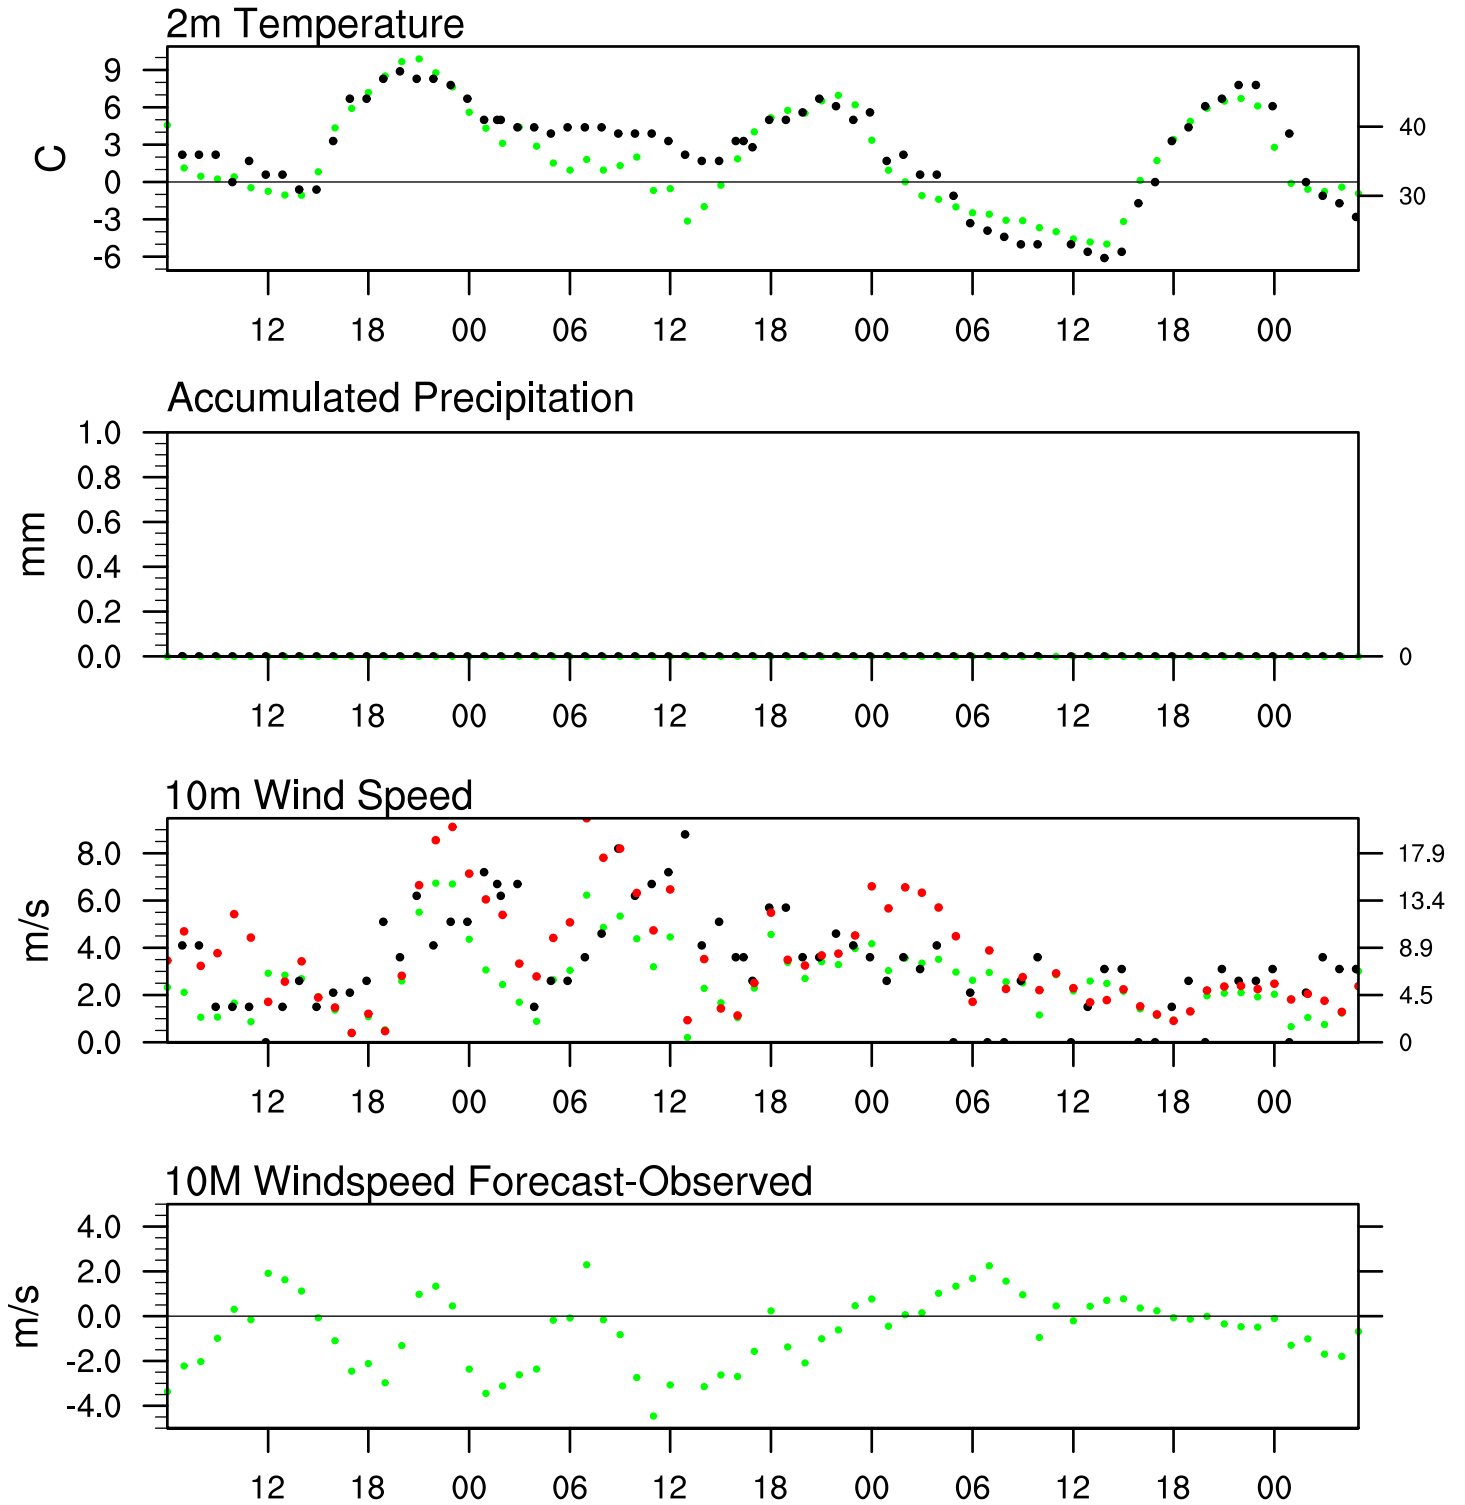 2m Temperature
9
6
3
0
-3
-6
C
40
30
12 18 00 06 12 18 00 06 12 18 00
Accumulated Precipitation
1.0
0.8
0.6
0.4
0.2
0.0
mm
0
12 18 00 06 12 18 00 06 12 18 00
10m Wind Speed
8.0
6.0
4.0
2.0
0.0
m/s
17.9
13.4
8.9
4.5
0
12 18 00 06 12 18 00 06 12 18 00
10M Windspeed Forecast-Observed
4.0
2.0
0.0
-2.0
-4.0
m/s
12 18 00 06 12 18 00 06 12 18 00